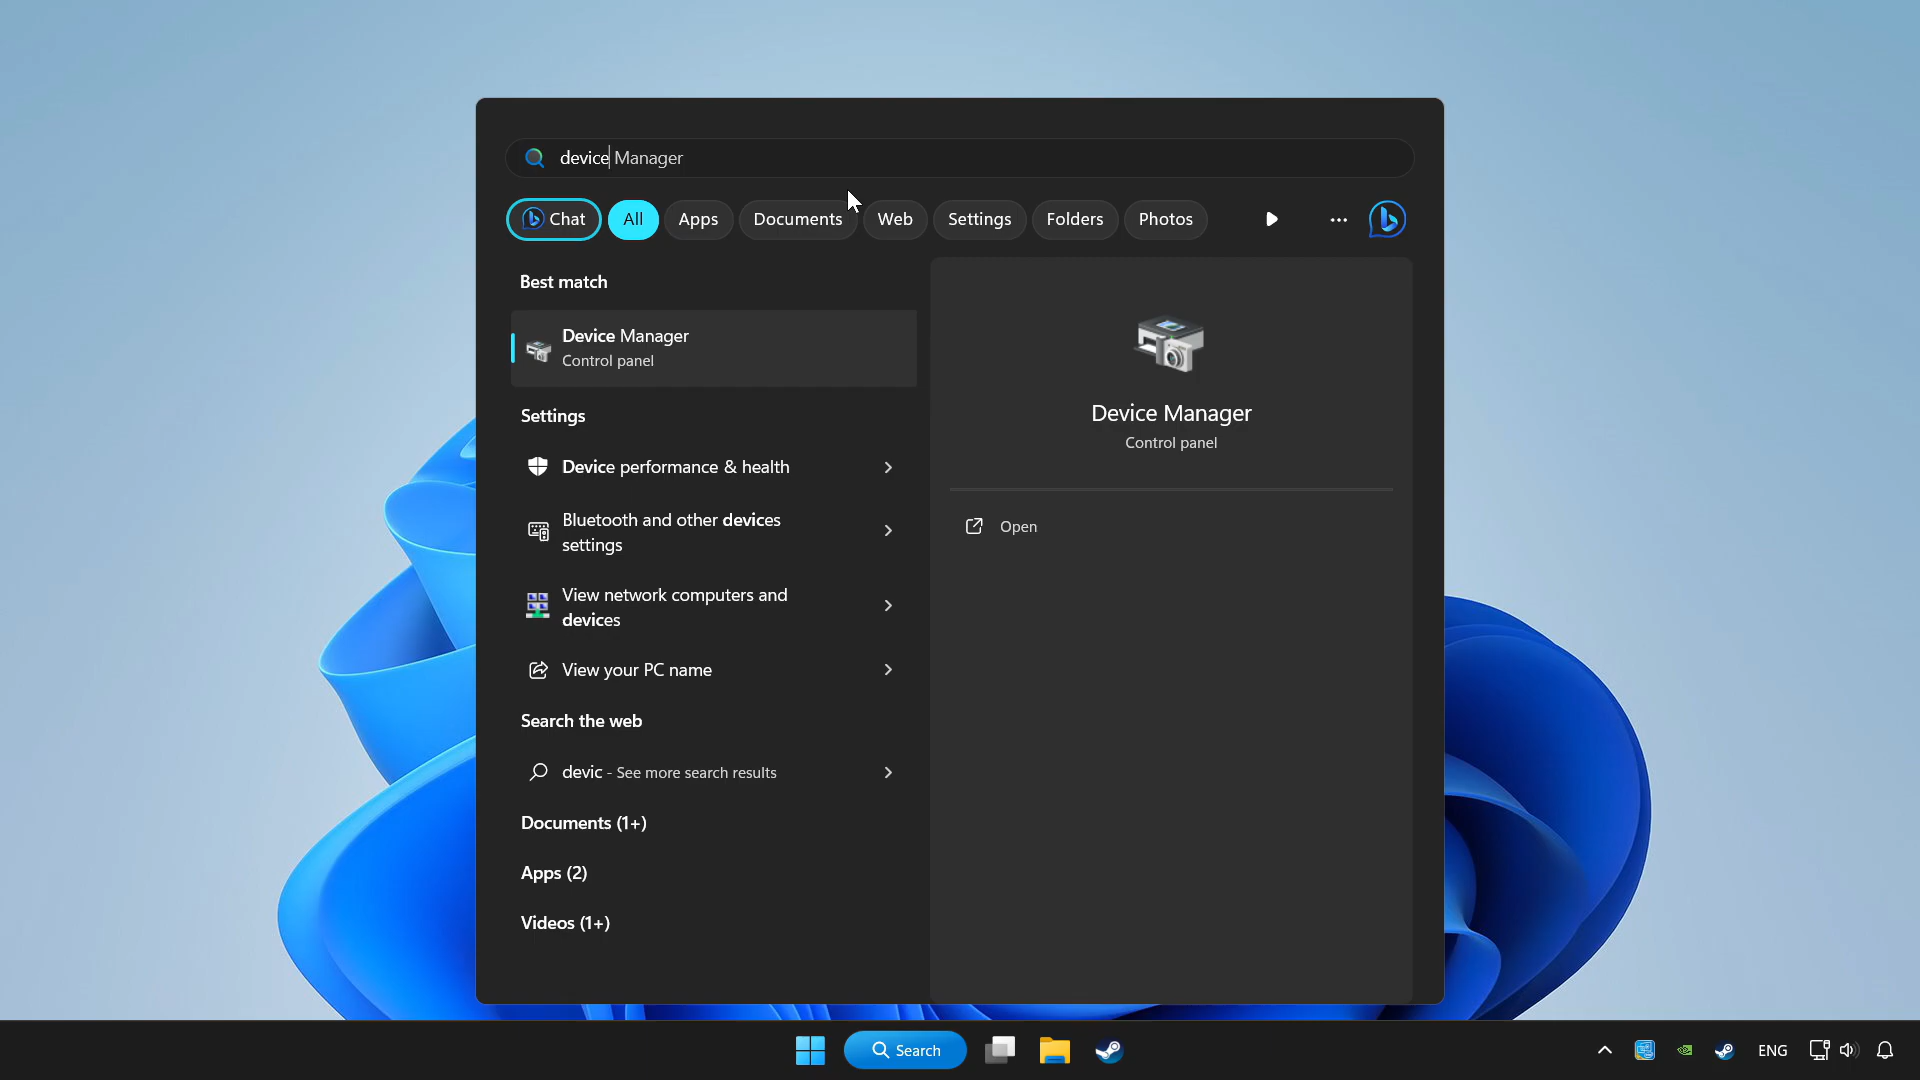 device Manager
Chat All Apps Documents Web Settings Folders Photos
Best match
Device Manager
Control panel
Settings
Device performance & health
Bluetooth and other devices
settings
View network computers and
devices
View your PC name
Search the web
devic - See more search results
Documents (1+)
Apps (2)
Videos (1+)
Device Manager
Control panel
Open
Search
ENG